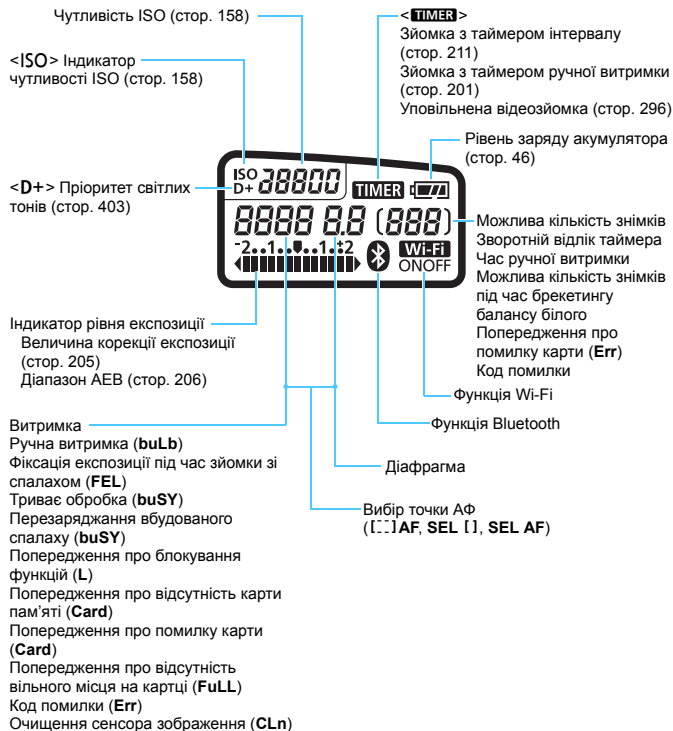 Чутливість ISO (стор. 158)
<ISO> Індикатор
чутливості ISO (стор. 158)
<D+> Пріоритет світлих
тонів (стор. 403)
<TIMER>
Зйомка з таймером інтервалу
(стор. 211)
Зйомка з таймером ручної витримки
(стор. 201)
Уповільнена відеозйомка (стор. 296)
Рівень заряду акумулятора
(стор. 46)
ISO
D+ 38800 TIMER
8888 8.8 (888)
-2..1..0..1.+2 Wi-Fi
ONOFF
Можлива кількість знімків
Зворотній відлік таймера
Час ручної витримки
Можлива кількість знімків
під час брекетингу
балансу білого
Попередження про
помилку карти (Err)
Код помилки
Функція Wi-Fi
Функція Bluetooth
Діафрагма
Вибір точки АФ
([ ] AF, SEL [ ], SEL AF)
Індикатор рівня експозиції
Величина корекції експозиції
(стор. 205)
Діапазон AEB (стор. 206)
Витримка
Ручна витримка (buLb)
Фіксація експозиції під час зйомки зі
спалахом (FEL)
Триває обробка (buSY)
Перезаряджання вбудованого
спалаху (buSY)
Попередження про блокування
функцій (L)
Попередження про відсутність карти
пам’яті (Card)
Попередження про помилку карти
(Card)
Попередження про відсутність
вільного місця на картці (FuLL)
Код помилки (Err)
Очищення сенсора зображення (CLn)